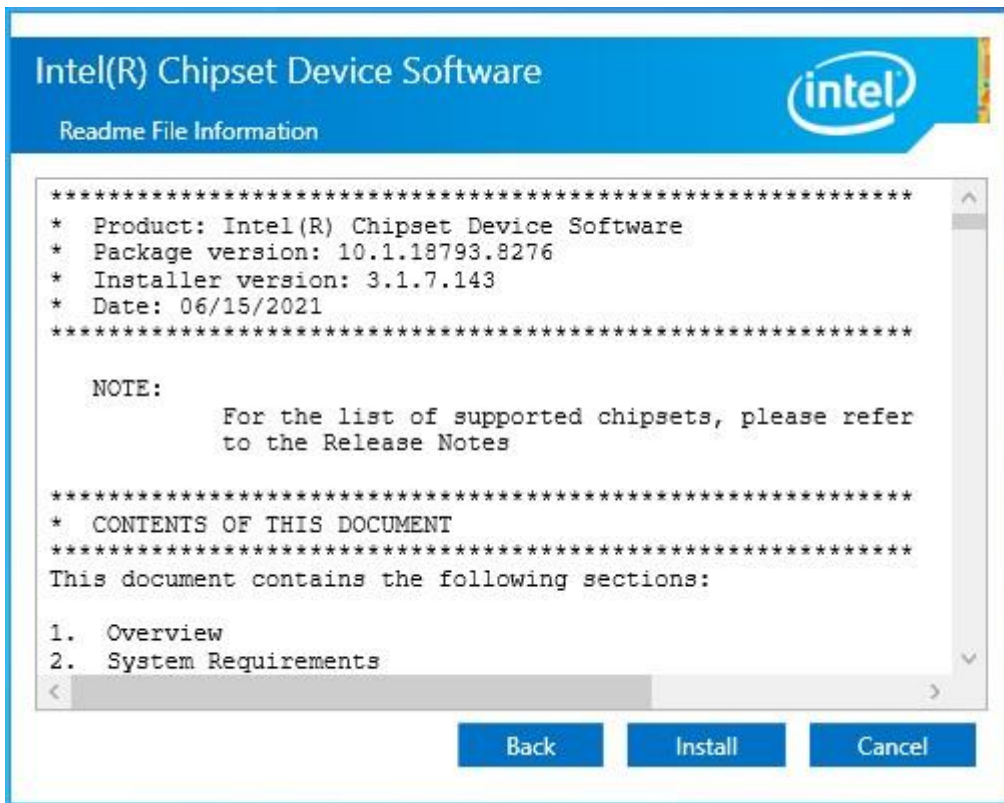 Intel(R) Chipset Device Software
intel
Readme File Information
************************************************************
*  Product: Intel(R) Chipset Device Software
*  Package version: 10.1.18793.8276
*  Installer version: 3.1.7.143
*  Date: 06/15/2021
************************************************************
NOTE:
For the list of supported chipsets, please refer
to the Release Notes
************************************************************
*  CONTENTS OF THIS DOCUMENT
************************************************************
This document contains the following sections:
1.  Overview
2.  System Requirements
Back
Install
Cancel